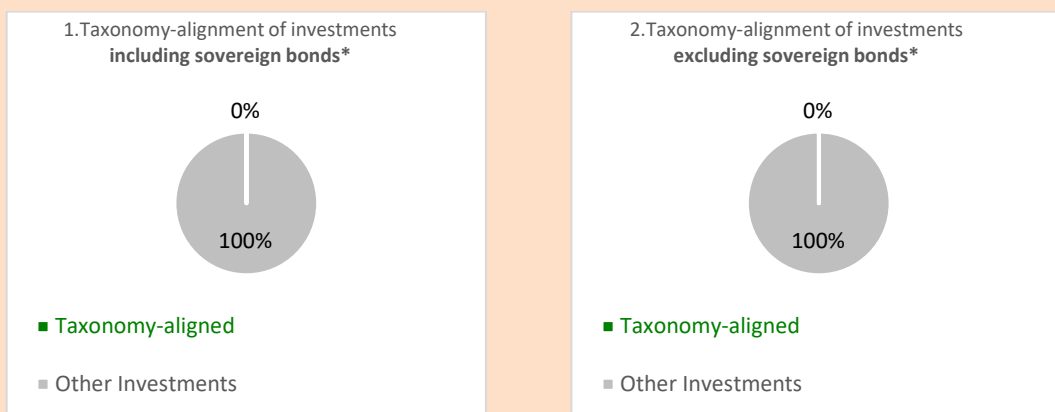 1.Taxonomy-alignment of investments
including sovereign bonds*
0%
100%
Taxonomy-aligned
Other Investments
2.Taxonomy-alignment of investments
excluding sovereign bonds*
0%
100%
Taxonomy-aligned
Other Investments